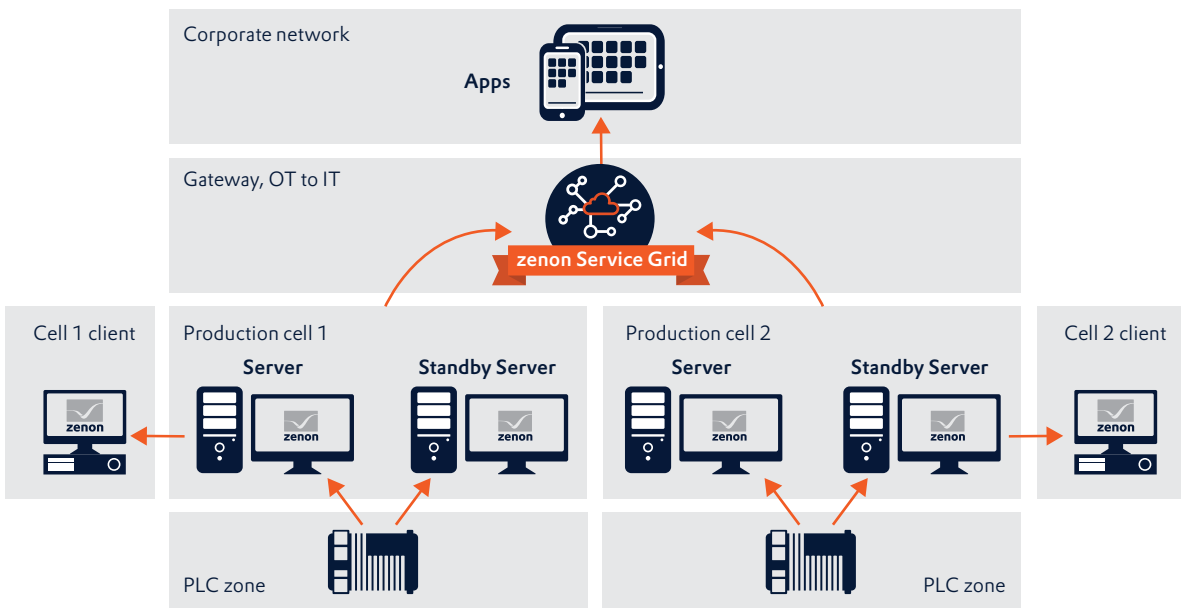 Corporate network
Apps
Gateway, OT to IT
zenon Service Grid
Cell 1 client
Production cell 1
Production cell 2
Cell 2 client
Server
Standby Server
Server
Standby Server
zenon
zenon
zenon
zenon
zenon
zenon
PLC zone
PLC zone